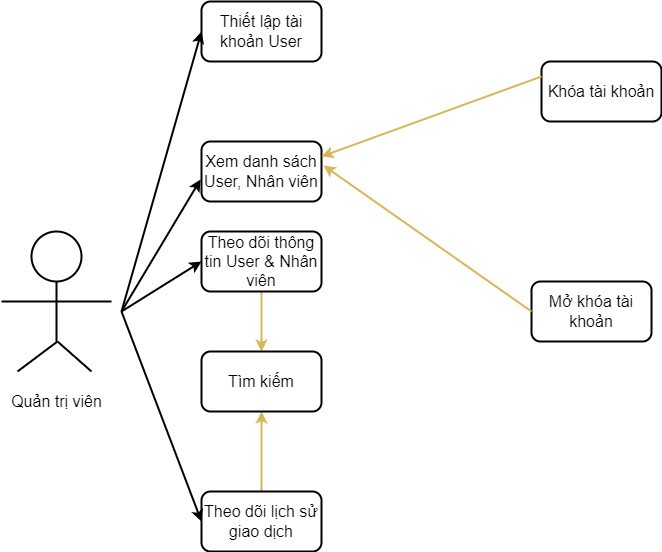 Thiết lập tài
khoản User
Khóa tài khoản
Xem danh sách
User, Nhân viên
Theo dõi thông
tin User & Nhân
viên
Mở khóa tài
khoản
Tìm kiếm
Quản trị viên
Theo dõi lịch sử
giao dịch